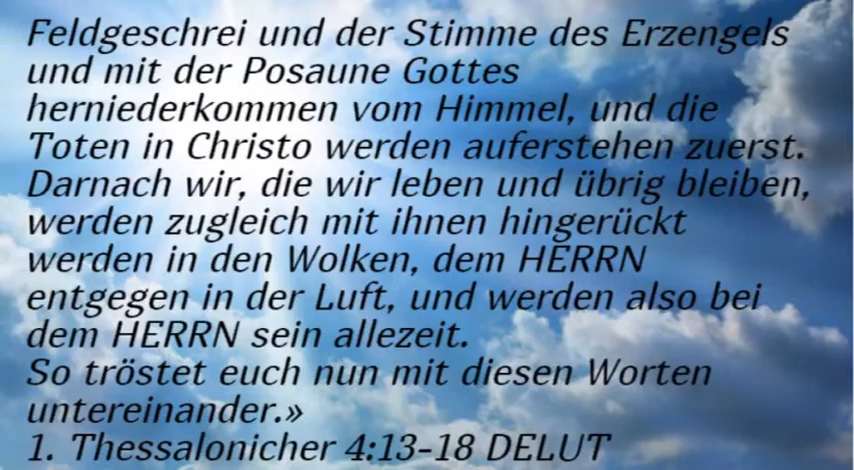 Feldgeschrei und der Stimme des Erzengels
und mit der Posaune Gottes
herniederkommen vom Himmel, und die
Toten in Christo werden auferstehen zuerst.
Darnach wir, die wir leben und übrig bleiben,
werden zugleich mit ihnen hingerückt
werden in den Wolken, dem HERRN
entgegen in der Luft, und werden also bei
dem HERRN sein allezeit.
So tröstet euch nun mit diesen Worten
untereinander.»
1. Thessalonicher 4:13-18 DELUT